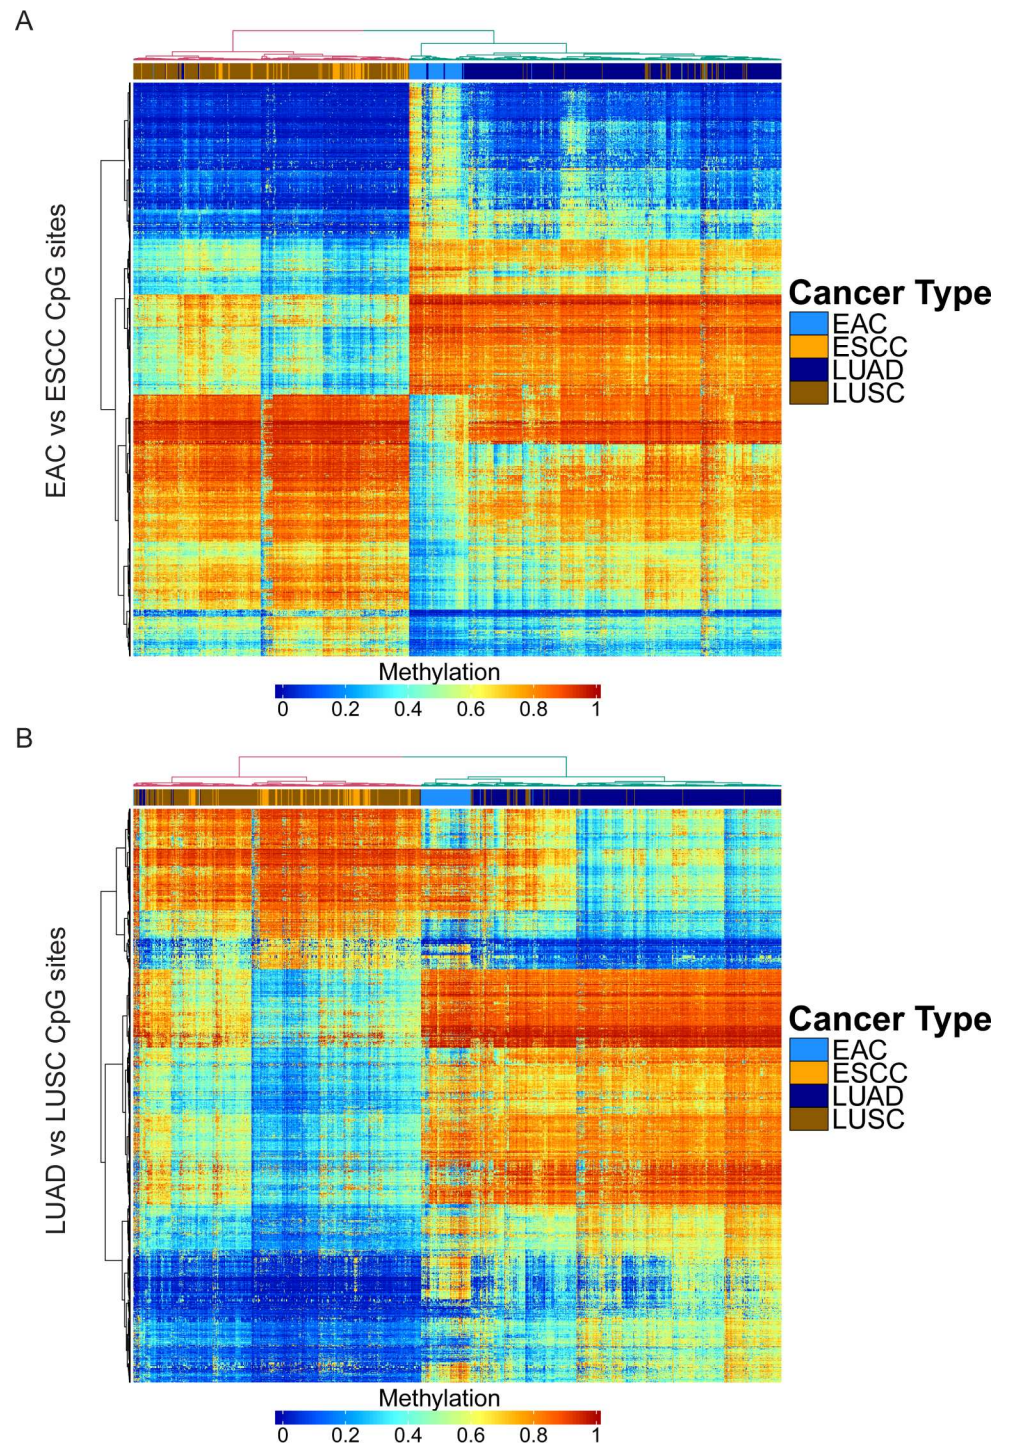 A
EAC vs ESCC CpG sites
Cancer Type
EAC
ESCC
LUAD
LUSC
Methylation
0 0.2 0.4 0.6 0.8 1
B
LUAD vs LUSC CpG sites
Cancer Type
EAC
ESCC
LUAD
LUSC
Methylation
0 0.2 0.4 0.6 0.8 1